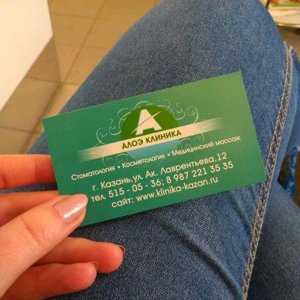 АЛОЭ КЛИНИКА
Стоматология • Косметология • Медицинский массаж
г. Казань,ул. Ак. Лаврентьева,12
тел. 515 - 05 - 36; 8 987 221 35 35
сайт: www.klinika-kazan.ru